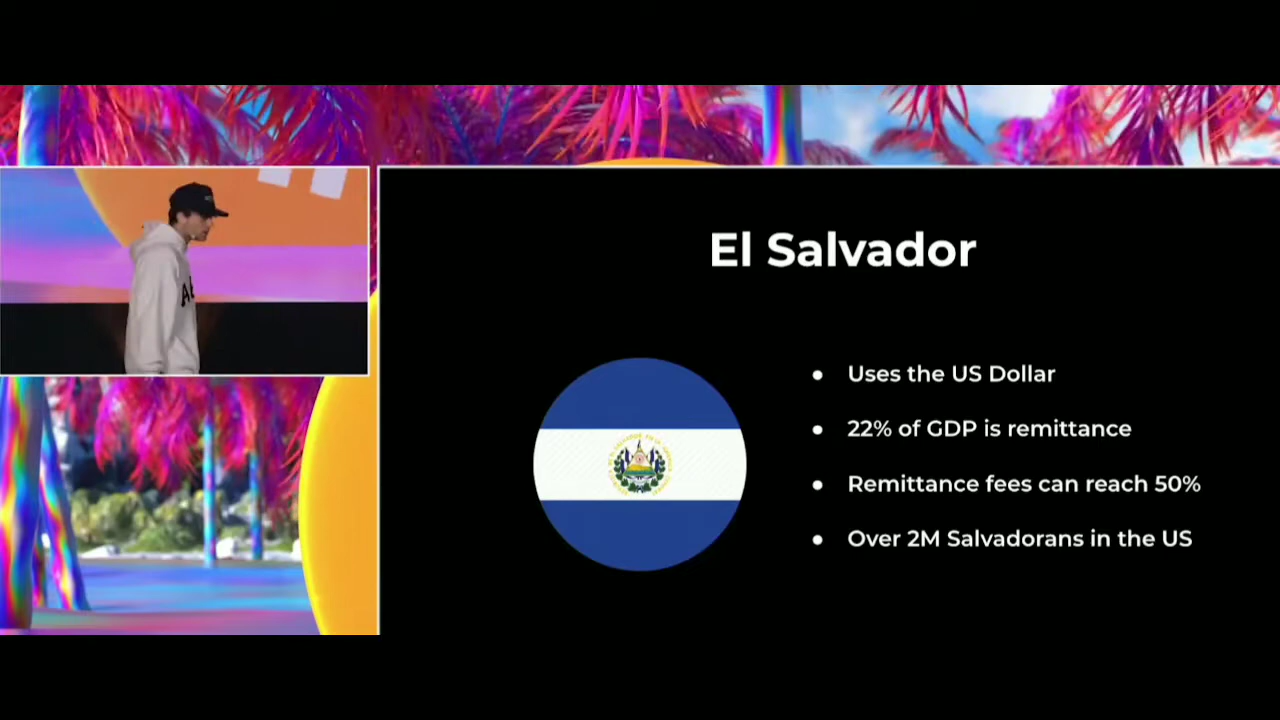 El Salvador
● Uses the US Dollar
● 22% of GDP is remittance
● Remittance fees can reach 50%
● Over 2M Salvadorans in the US